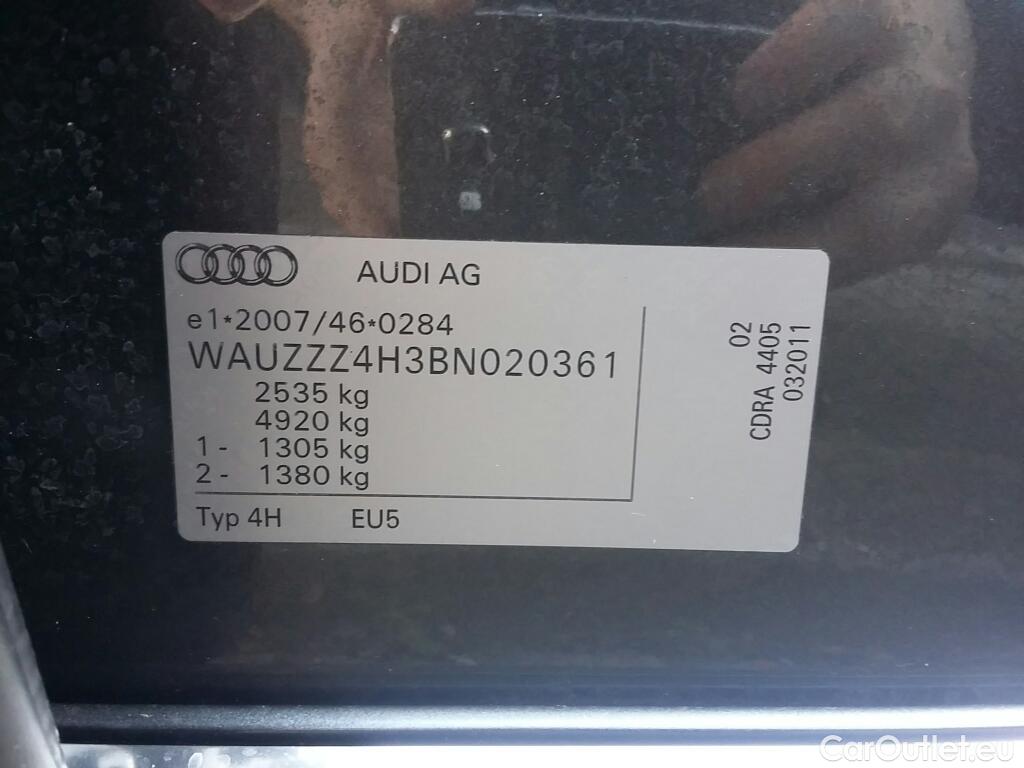 AUDI AG
e1*2007/46*0284
WAUZZZ4H3BN020361
2535 kg
4920 kg
1 - 1305 kg
2 - 1380 kg
Typ 4H EU5
02
CDRA 4405
032011
CarOutlet.eu